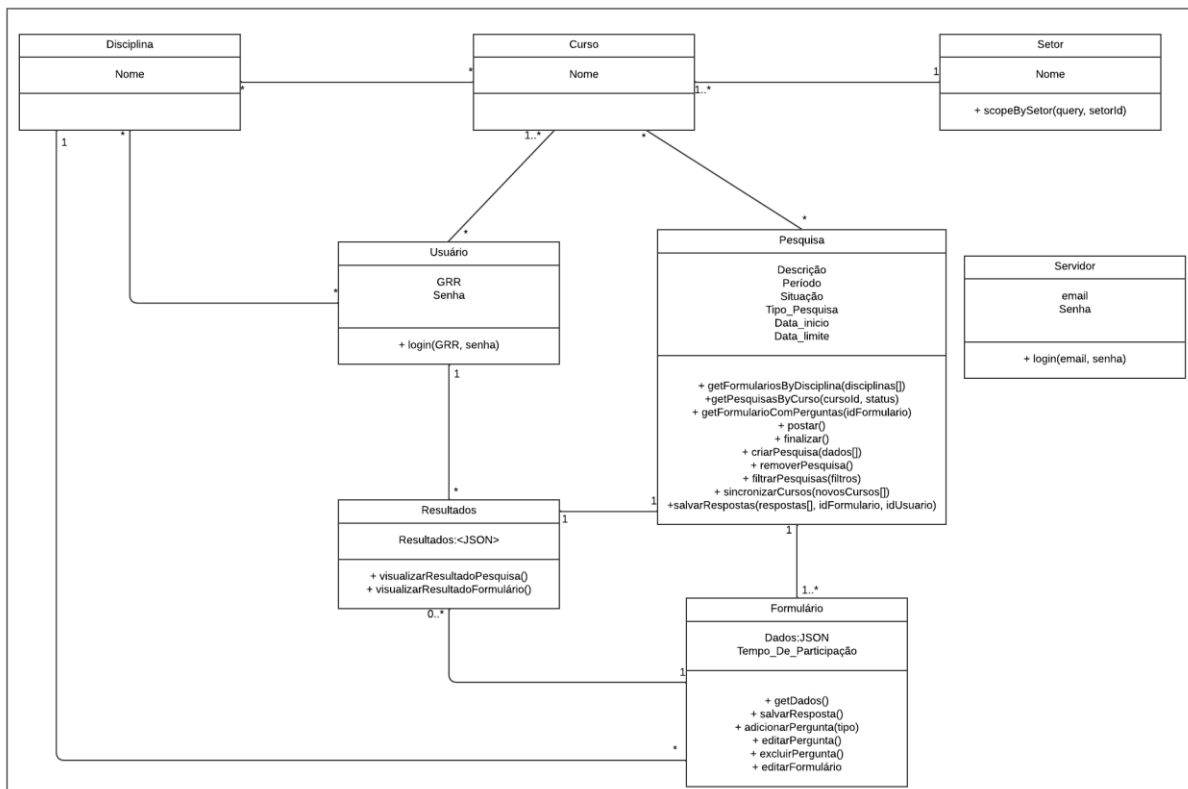 Disciplina
Nome
Curso
Nome
Setor
Nome
+ scopeBySetor(query, setorId)
*
*
1..*
1
1
*
1..*
*
*
*
*
Usuário
GRR
Senha
+ login(GRR, senha)
1
Pesquisa
Descrição
Período
Situação
Tipo_Pesquisa
Data_inicio
Data_limite
+ getFormulariosByDisciplina(disciplinas[])
+getPesquisasByCurso(cursoId, status)
+ getFormularioComPerguntas(idFormulario)
+ postar()
+ finalizar()
+ criarPesquisa(dados[])
+ removerPesquisa()
+ filtrarPesquisas(filtros)
+ sincronizarCursos(novosCursos[])
+salvarRespostas(respostas[], idFormulario, idUsuario)
Servidor
email
Senha
+ login(email, senha)
*
1
1
1
Resultados
Resultados:<JSON>
+ visualizarResultadoPesquisa()
+ visualizarResultadoFormulário()
0..*
1..*
1
*
Formulário
Dados:JSON
Tempo_De_Participação
+ getDados()
+ salvarResposta()
+ adicionarPergunta(tipo)
+ editarPergunta()
+ excluirPergunta()
+ editarFormulário